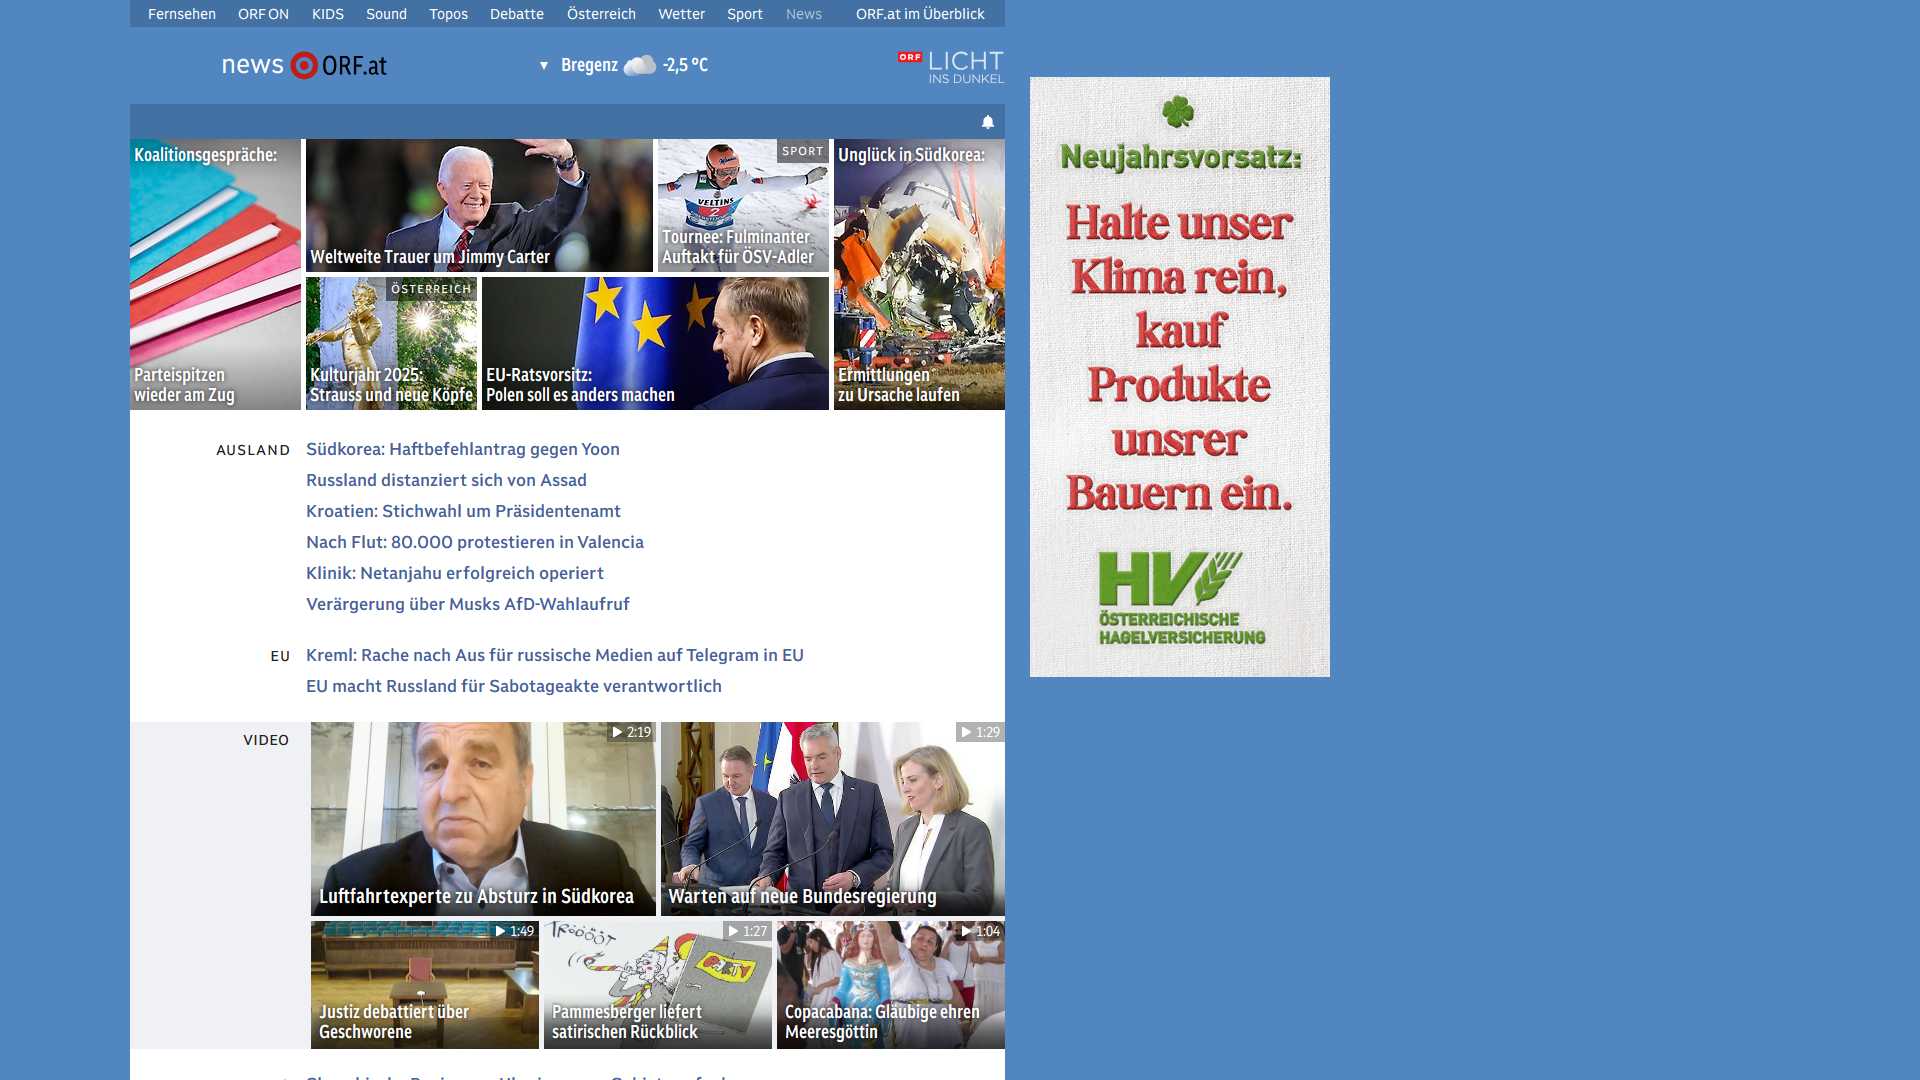 Fernsehen ORF ON KIDS Sound Topos Debatte Österreich Wetter Sport News ORF.at im Überblick
news ORF.at
Bregenz -2,5 °C
ORF LICHT
INS DUNKEL
Koalitionsgespräche:
Parteispitzen
wieder am Zug
Weltweite Trauer um Jimmy Carter
SPORT
VELTINS
2
Tournee: Fulminanter
Auftakt für ÖSV-Adler
Unglück in Südkorea:
Ermittlungen
zu Ursache laufen
ÖSTERREICH
Kulturjahr 2025:
Strauss und neue Köpfe
EU-Ratsvorsitz:
Polen soll es anders machen
AUSLAND
Südkorea: Haftbefehlantrag gegen Yoon
Russland distanziert sich von Assad
Kroatien: Stichwahl um Präsidentenamt
Nach Flut: 80.000 protestieren in Valencia
Klinik: Netanjahu erfolgreich operiert
Verärgerung über Musks AfD-Wahlaufruf
EU
Kreml: Rache nach Aus für russische Medien auf Telegram in EU
EU macht Russland für Sabotageakte verantwortlich
VIDEO
2:19
Luftfahrtexperte zu Absturz in Südkorea
1:29
Warten auf neue Bundesregierung
1:49
Justiz debattiert über
Geschworene
TRÖÖÖÖT
1:27
Pammesberger liefert
satirischen Rückblick
1:04
Copacabana: Gläubige ehren
Meeresgöttin
Neujahrsvorsatz:
Halte unser
Klima rein,
kauf
Produkte
unsrer
Bauern ein.
HV
ÖSTERREICHISCHE
HAGELVERSICHERUNG